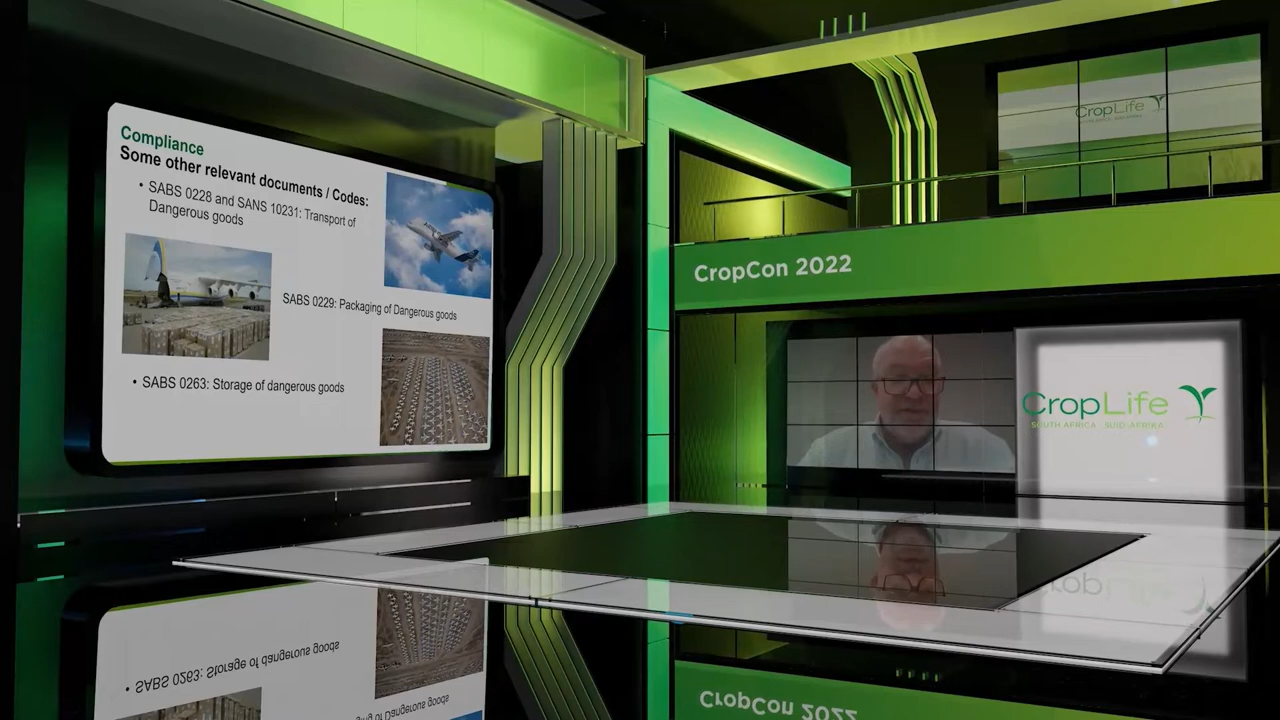 Compliance
Some other relevant documents / Codes:
• SABS 0228 and SANS 10231: Transport of
Dangerous goods
SABS 0229: Packaging of Dangerous goods
• SABS 0263: Storage of dangerous goods
CropLife
CropCon 2022
CropLife
SOUTH AFRICA SUID-AFRIKA